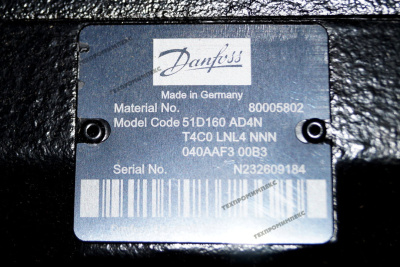 Danfoss
Made in Germany
Material No. 80005802
Model Code 51D160 AD4N
T4C0 LNL4 NNN
040AAF3 00B3
Serial No. N232609184
ТЕХПРОМКОМПЛЕКС